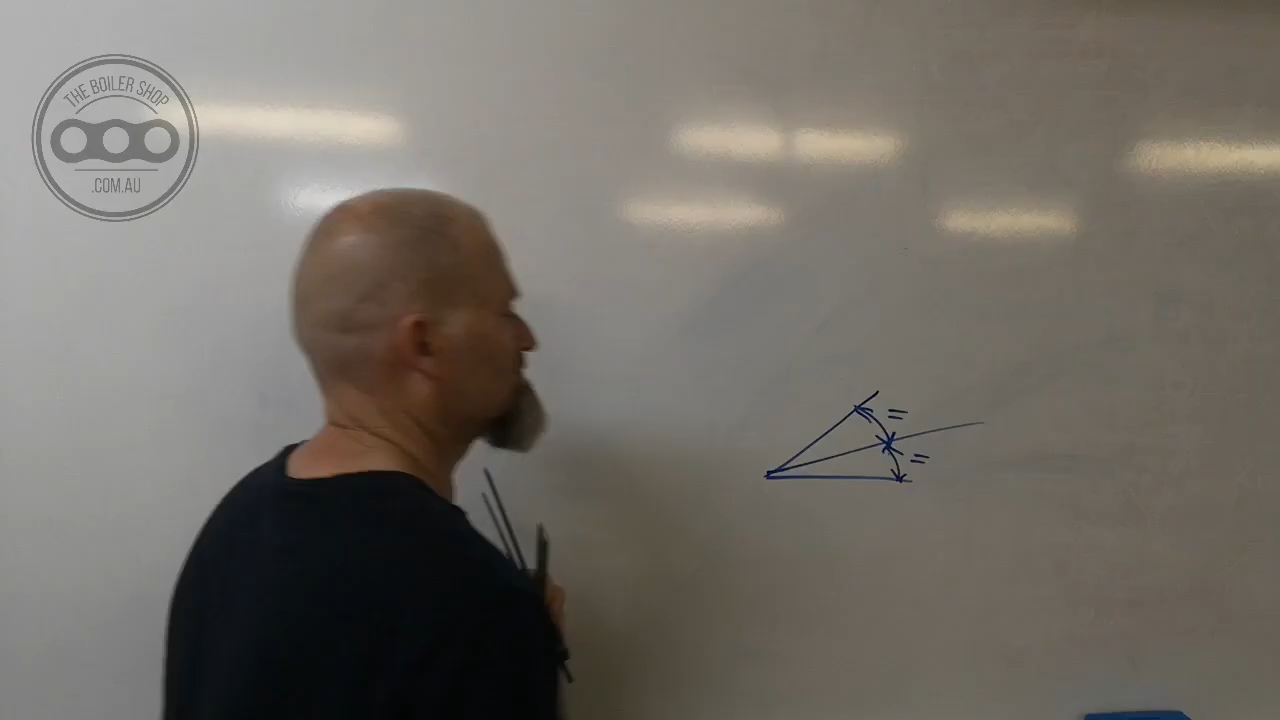 THE BOILER SHOP
.COM.AU
=
=